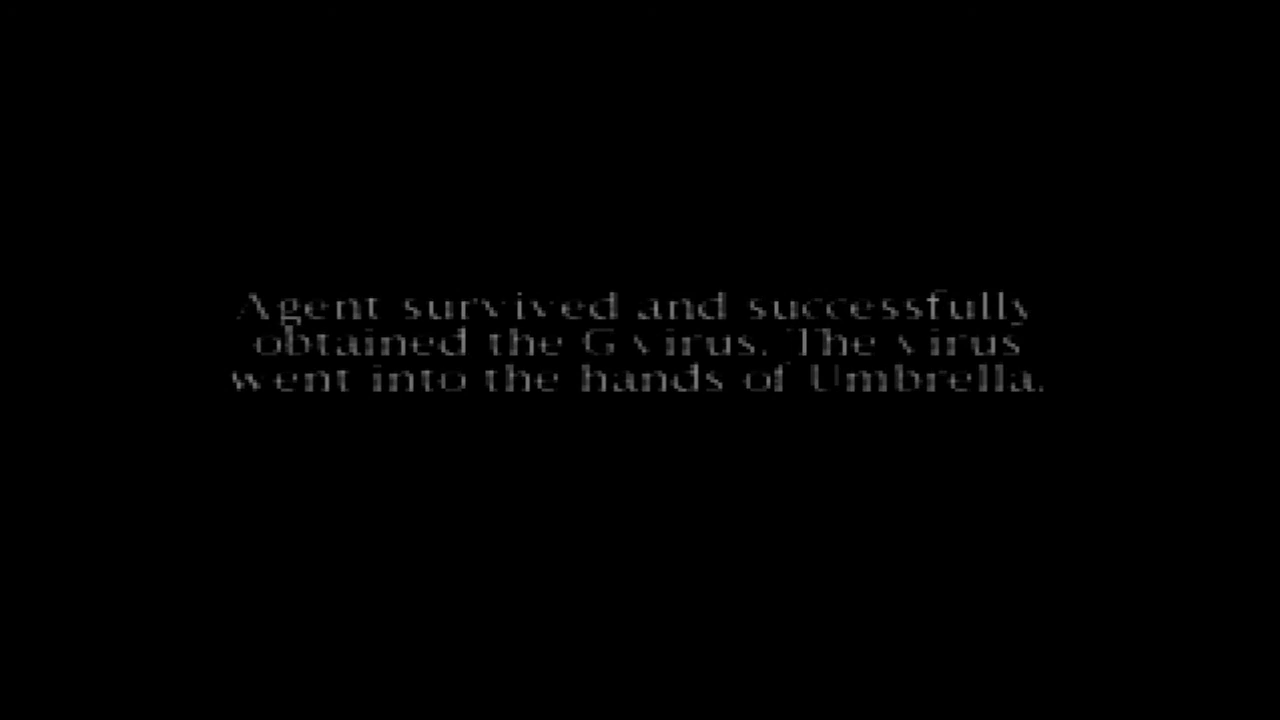 Agent survived and successfully
obtained the G virus. The virus
went into the hands of Umbrella.